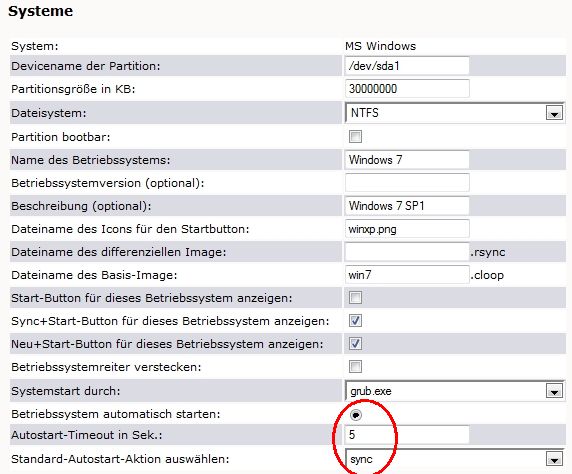 Systeme
System: MS Windows
Devicename der Partition: /dev/sda1
Partitionsgröße in KB: 30000000
Dateisystem: NTFS
Partition bootbar:
Name des Betriebssystems: Windows 7
Betriebssystemversion (optional):
Beschreibung (optional): Windows 7 SP1
Dateiname des Icons für den Startbutton: winxp.png
Dateiname des differenziellen Image: .rsync
Dateiname des Basis-Image: win7 .cloop
Start-Button für dieses Betriebssystem anzeigen:
Sync+Start-Button für dieses Betriebssystem anzeigen:
Neu+Start-Button für dieses Betriebssystem anzeigen:
Betriebssystemreiter verstecken:
Systemstart durch: grub.exe
Betriebssystem automatisch starten:
Autostart-Timeout in Sek.: 5
Standard-Autostart-Aktion auswählen: sync